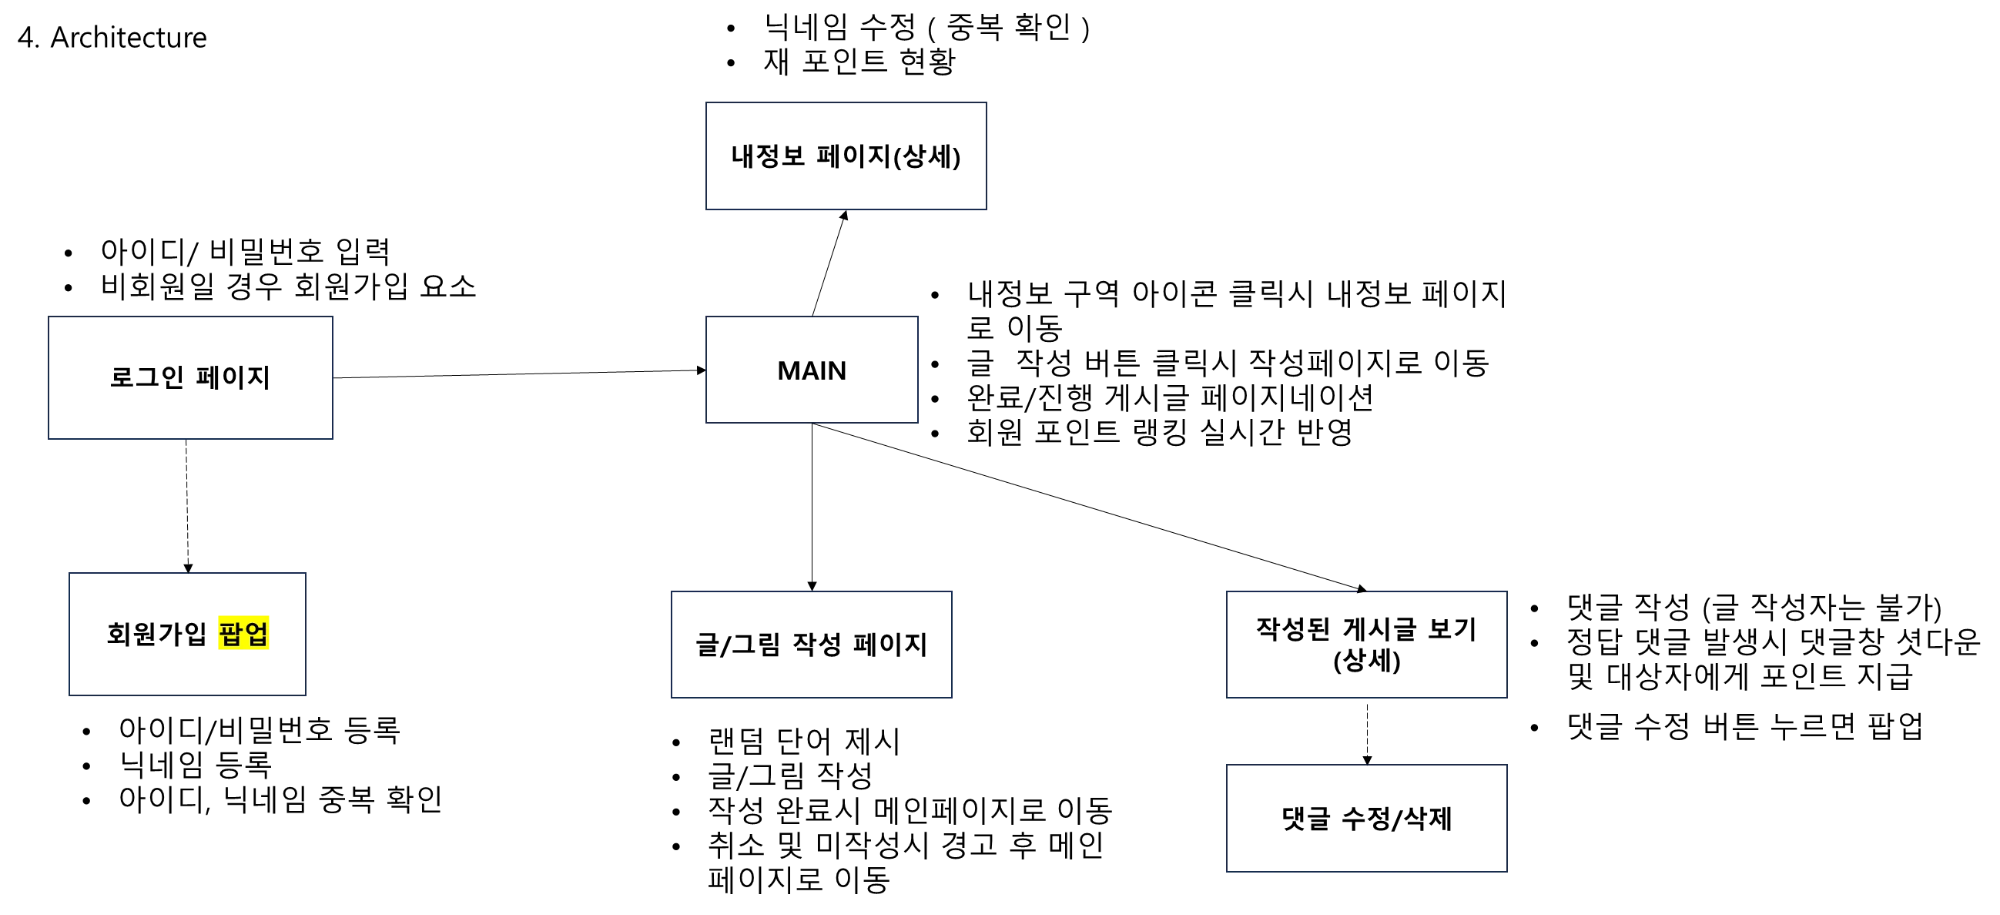 4. Architecture
• 닉네임 수정 ( 중복 확인 )
• 재 포인트 현황
내정보 페이지(상세)
• 아이디/ 비밀번호 입력
• 비회원일 경우 회원가입 요소
로그인 페이지
MAIN
• 내정보 구역 아이콘 클릭시 내정보 페이지
로 이동
• 글  작성 버튼 클릭시 작성페이지로 이동
• 완료/진행 게시글 페이지네이션
• 회원 포인트 랭킹 실시간 반영
회원가입 팝업
• 아이디/비밀번호 등록
• 닉네임 등록
• 아이디, 닉네임 중복 확인
글/그림 작성 페이지
• 랜덤 단어 제시
• 글/그림 작성
• 작성 완료시 메인페이지로 이동
• 취소 및 미작성시 경고 후 메인
페이지로 이동
작성된 게시글 보기
(상세)
• 댓글 작성 (글 작성자는 불가)
• 정답 댓글 발생시 댓글창 셧다운
및 대상자에게 포인트 지급
• 댓글 수정 버튼 누르면 팝업
댓글 수정/삭제